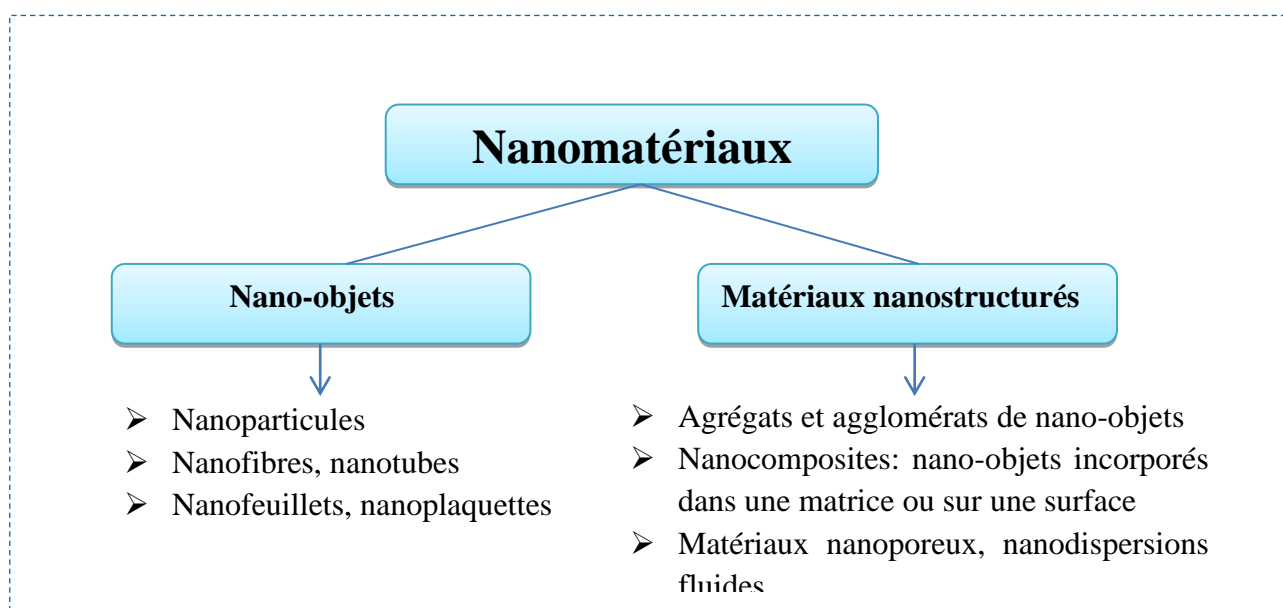 Nanomatériaux
Nano-objets
➢ Nanoparticules
➢ Nanofibres, nanotubes
➢ Nanofeuillets, nanoplaquettes
Matériaux nanostructurés
➢ Agrégats et agglomérats de nano-objets
➢ Nanocomposites: nano-objets incorporés
dans une matrice ou sur une surface
➢ Matériaux nanoporeux, nanodispersions
fluides